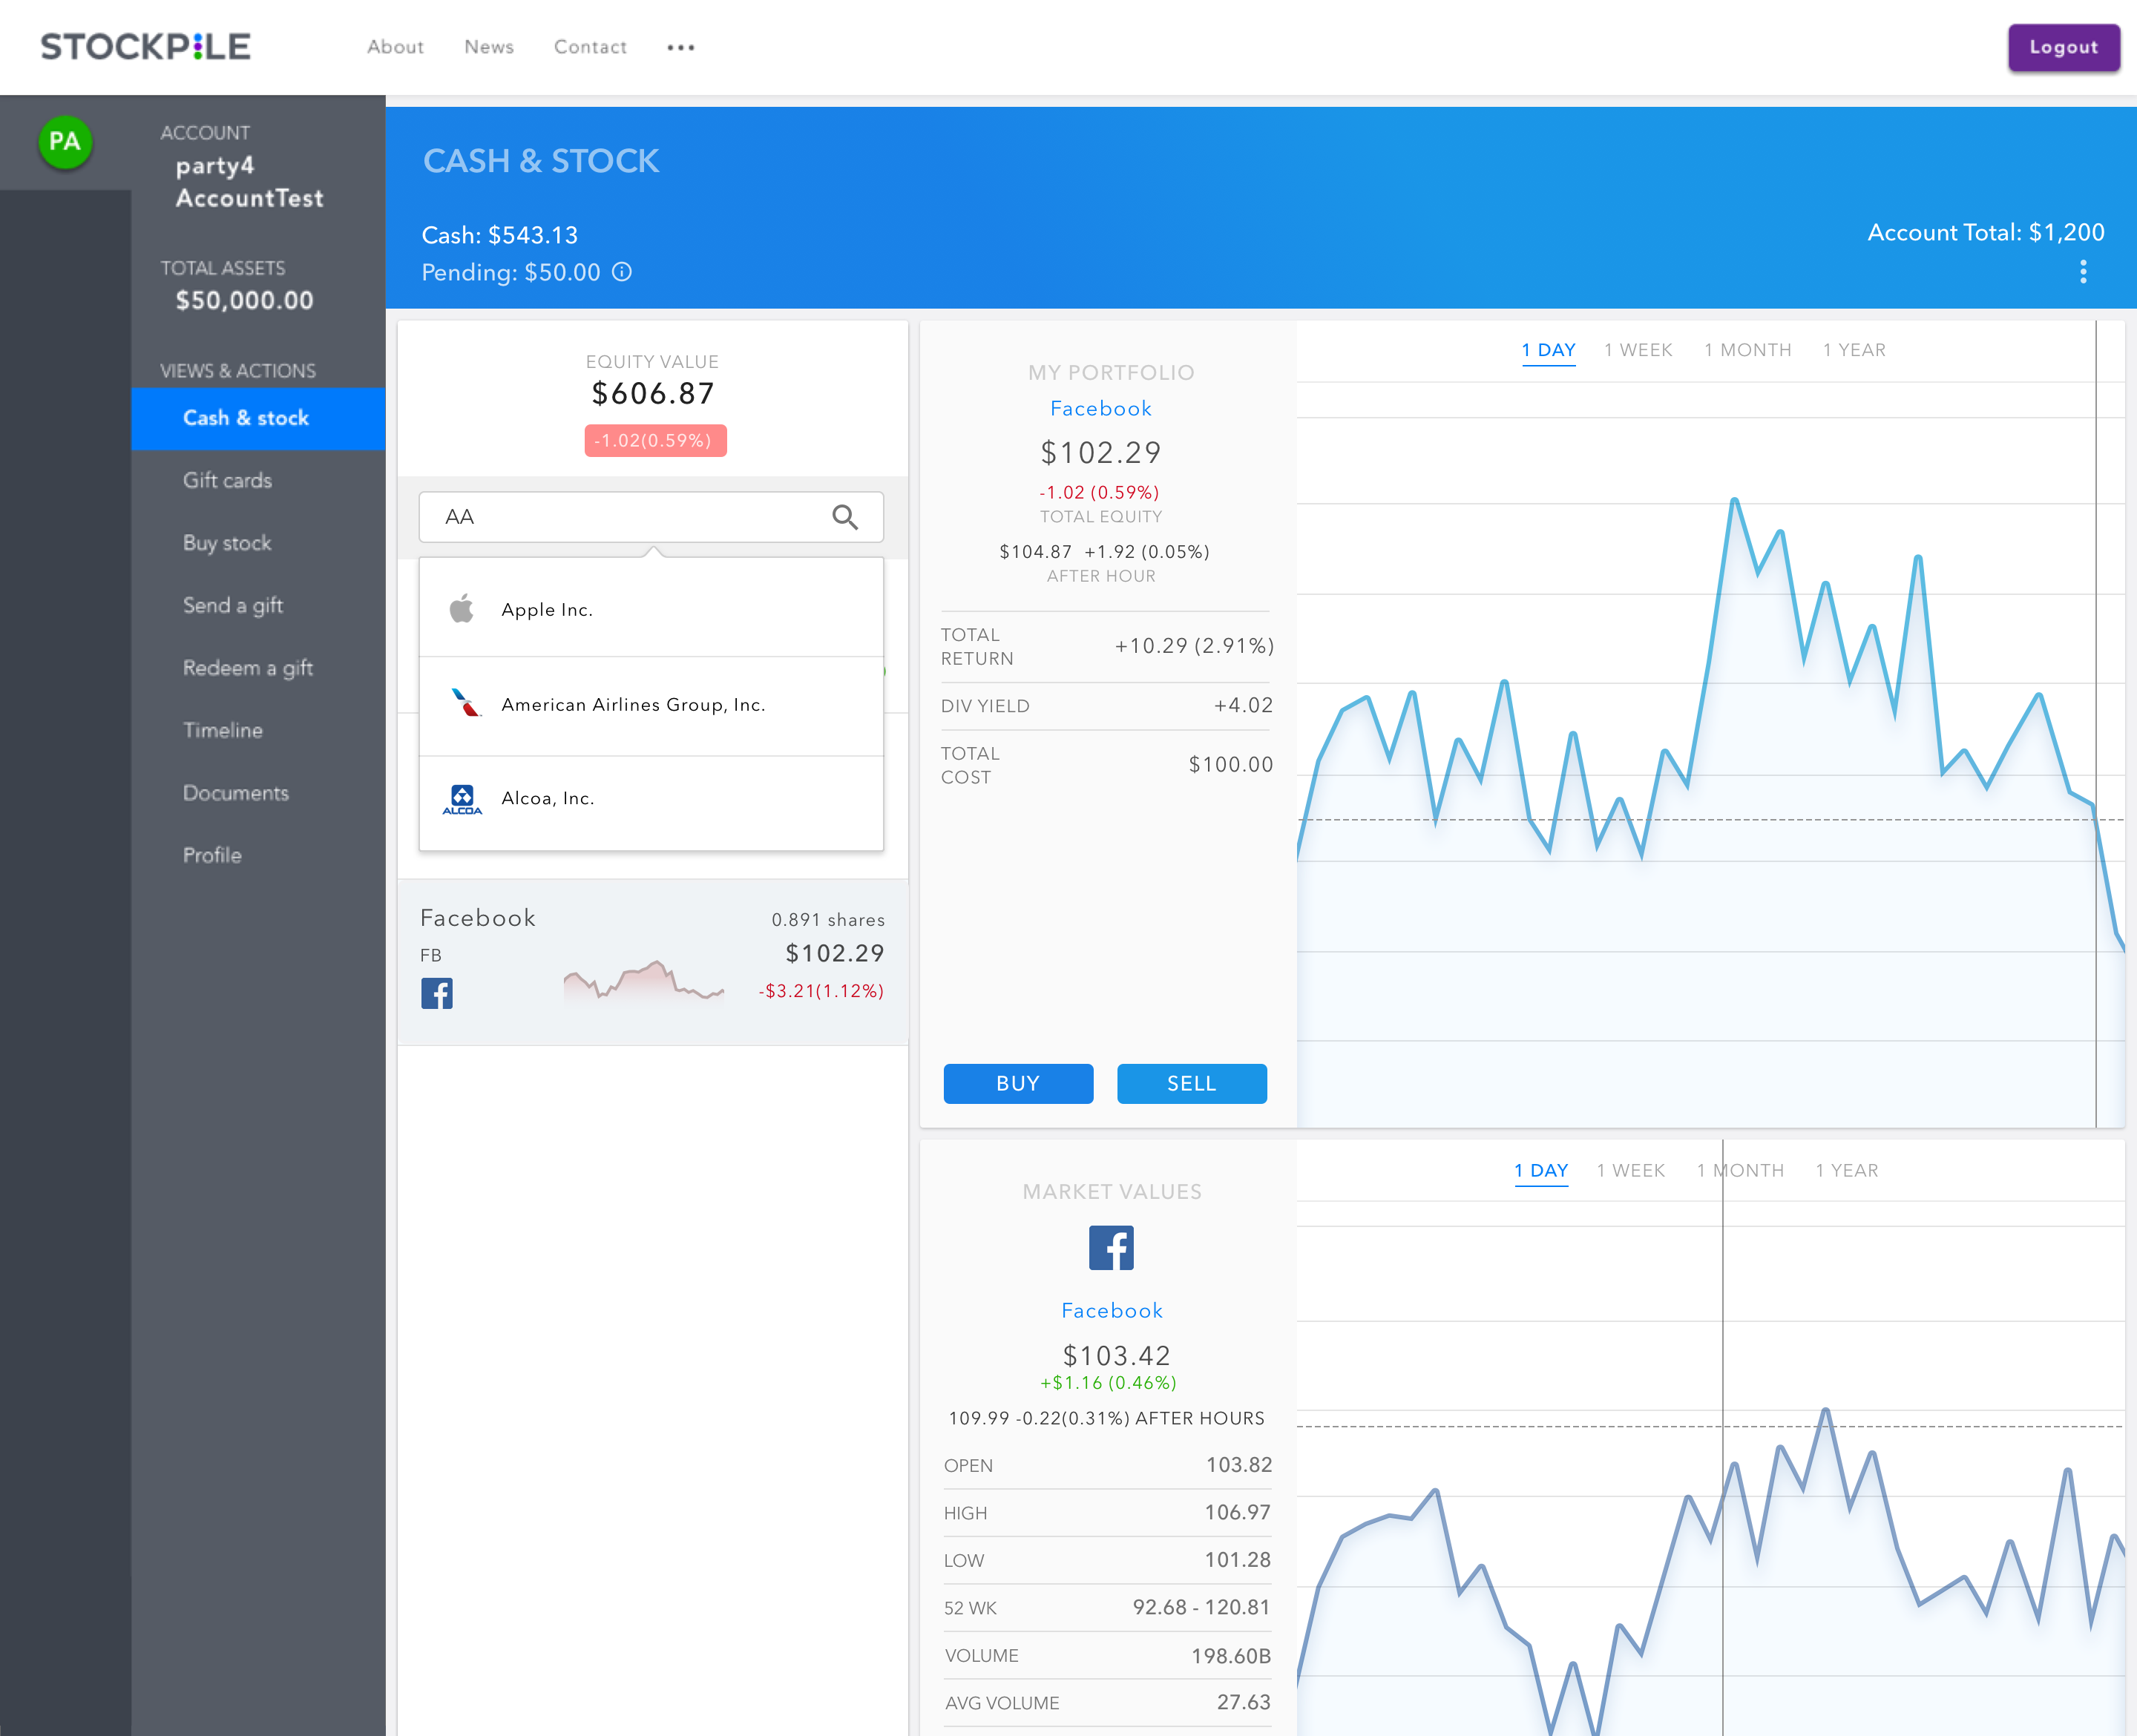 STOCKPILE
About News Contact
Logout
PA
ACCOUNT
party4
AccountTest
TOTAL ASSETS
$50,000.00
VIEWS & ACTIONS
Cash & stock
Gift cards
Buy stock
Send a gift
Redeem a gift
Timeline
Documents
Profile
CASH & STOCK
Cash: $543.13
Pending: $50.00
Account Total: $1,200
EQUITY VALUE
$606.87
-1.02(0.59%)
AA
Apple Inc.
American Airlines Group, Inc.
ALCOA
Alcoa, Inc.
Facebook
FB
0.891 shares
$102.29
-$3.21(1.12%)
MY PORTFOLIO
Facebook
$102.29
-1.02 (0.59%)
TOTAL EQUITY
$104.87 +1.92 (0.05%)
AFTER HOUR
TOTAL RETURN +10.29 (2.91%)
DIV YIELD +4.02
TOTAL COST $100.00
BUY SELL
1 DAY 1 WEEK 1 MONTH 1 YEAR
MARKET VALUES
Facebook
$103.42
+$1.16 (0.46%)
109.99 -0.22(0.31%) AFTER HOURS
OPEN 103.82
HIGH 106.97
LOW 101.28
52 WK 92.68 - 120.81
VOLUME 198.60B
AVG VOLUME 27.63
1 DAY 1 WEEK 1 MONTH 1 YEAR